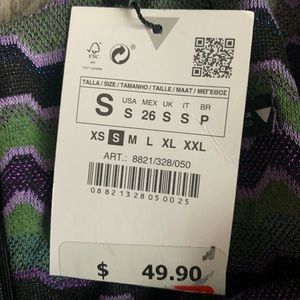 FSC
TALLA / SIZE / TAMANHO / TAILLE / MAAT / ΜΕΓΕΘΟΣ
S
USA MEX UK IT BR
S 26 S S P
XS S M L XL XXL
ART.: 8821/328/050
08821328050025
$ 49.90